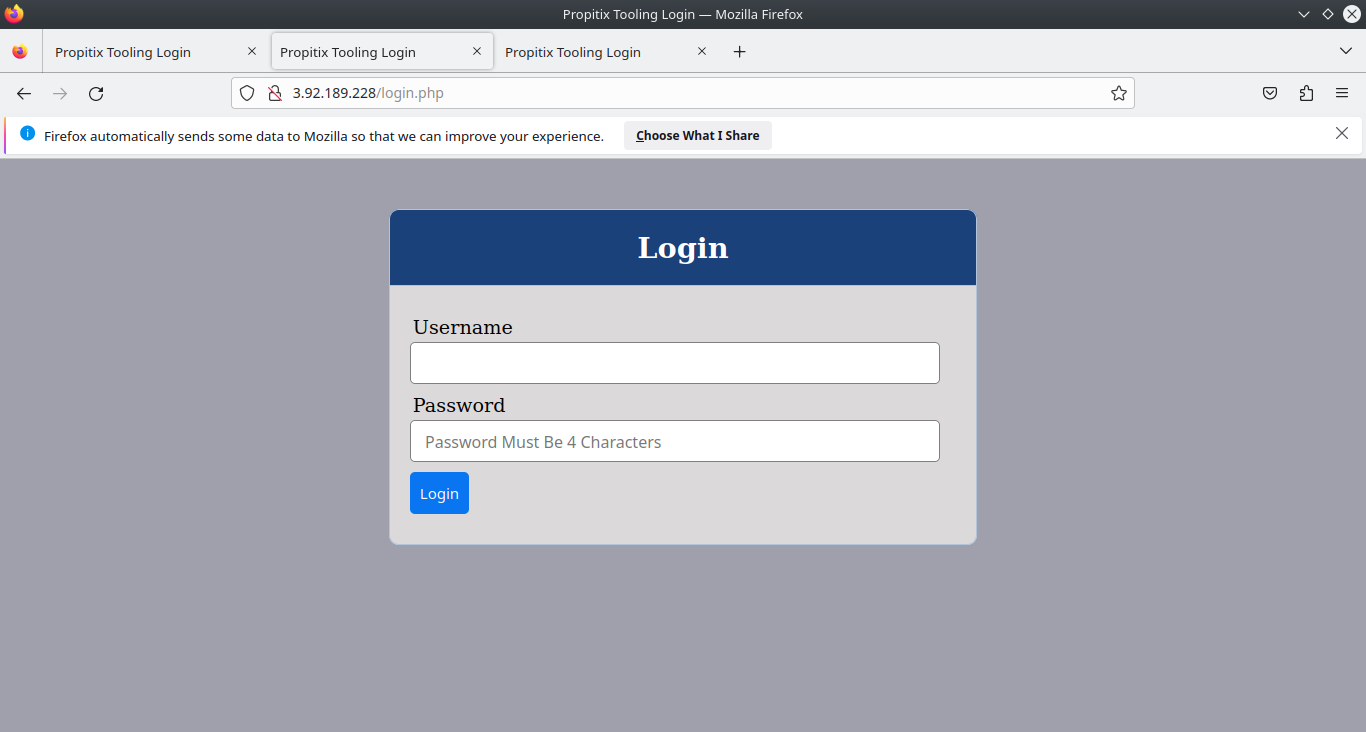 Propitix Tooling Login — Mozilla Firefox
Propitix Tooling Login Propitix Tooling Login Propitix Tooling Login
3.92.189.228/login.php
Firefox automatically sends some data to Mozilla so that we can improve your experience. Choose What I Share
Login
Username
Password
Password Must Be 4 Characters
Login